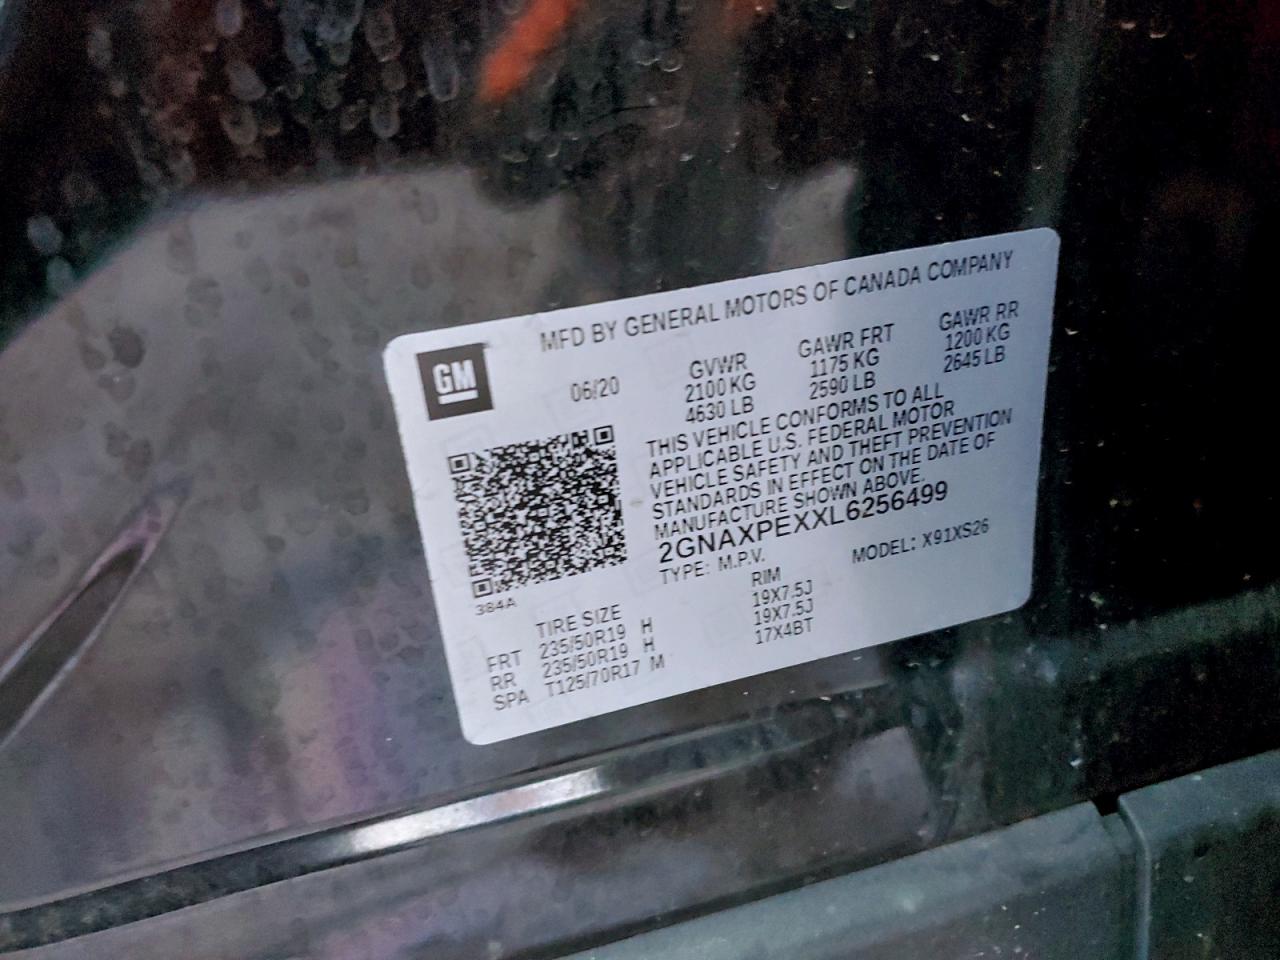 MFD BY GENERAL MOTORS OF CANADA COMPANY
GM
06/20
GVWR GAWR FRT GAWR RR
2100 KG 1175 KG 1200 KG
4630 LB 2590 LB 2645 LB
THIS VEHICLE CONFORMS TO ALL
APPLICABLE U.S. FEDERAL MOTOR
VEHICLE SAFETY AND THEFT PREVENTION
STANDARDS IN EFFECT ON THE DATE OF
MANUFACTURE SHOWN ABOVE.
2GNAXPEXXL6256499
TYPE: M.P.V. MODEL: X91XS26
384A
TIRE SIZE RIM
FRT 235/50R19 H 19X7.5J
RR 235/50R19 H 19X7.5J
SPA T125/70R17 M 17X4BT